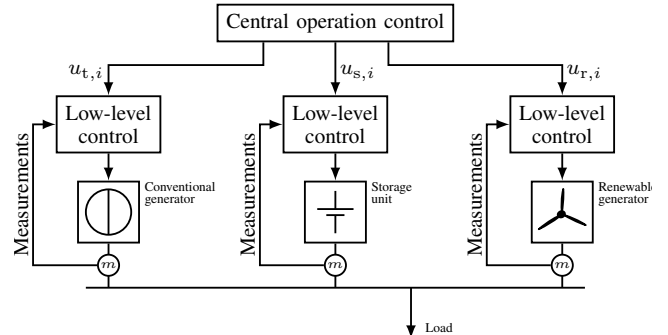 Central operation control
u_{t,i}
u_{s,i}
u_{r,i}
Low-level
control
Low-level
control
Low-level
control
Measurements
Conventional
generator
Measurements
Storage
unit
Measurements
Renewable
generator
m
m
m
Load